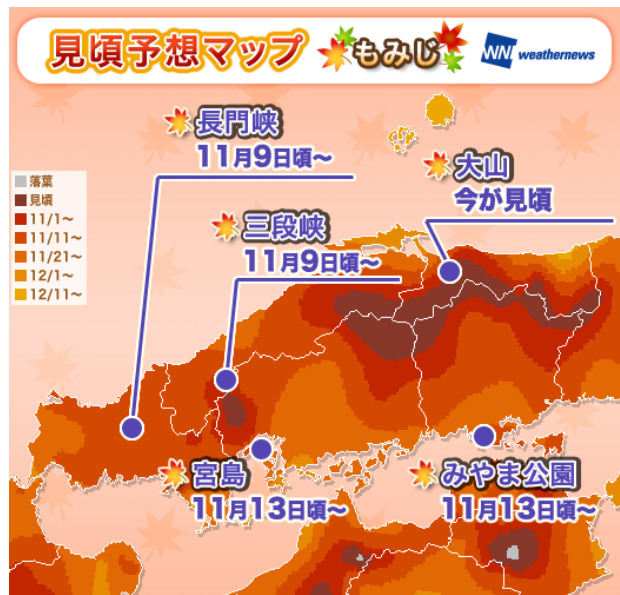 見頃予想マップ もみじ WNI weathernews
長門峡
11月9日頃〜
大山
今が見頃
三段峡
11月9日頃〜
落葉
見頃
11/1〜
11/11〜
11/21〜
12/1〜
12/11〜
宮島
11月13日頃〜
みやま公園
11月13日頃〜